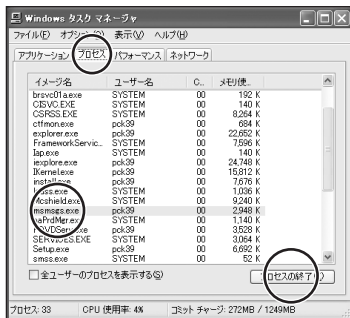 Windows タスク マネージャ
ファイル(F) オプション(O) 表示(V) ヘルプ(H)
アプリケーション プロセス パフォーマンス ネットワーク
イメージ名 ユーザー名 C... メモリ使...
brsvc01a.exe SYSTEM 00 192 K
CISVC.EXE SYSTEM 00 140 K
CSRSS.EXE SYSTEM 00 8,264 K
ctfmon.exe pck39 00 684 K
explorer.exe pck39 00 22,652 K
FrameworkServic... SYSTEM 00 7,596 K
Iap.exe SYSTEM 00 140 K
iexplore.exe pck39 00 24,748 K
IKernel.exe pck39 00 15,812 K
install.exe pck39 00 7,676 K
lsass.exe SYSTEM 00 1,036 K
Mcshield.exe SYSTEM 00 9,240 K
msmsgs.exe pck39 00 2,948 K
SYSTEM 00 1,140 K
pck39 00 3,528 K
SERVICES.EXE SYSTEM 00 3,064 K
Setup.exe pck39 00 6,692 K
smss.exe SYSTEM 00 52 K
全ユーザーのプロセスを表示する(S) プロセスの終了
プロセス: 73 CPU 使用率: 4% コミット チャージ: 272MB / 1249MB